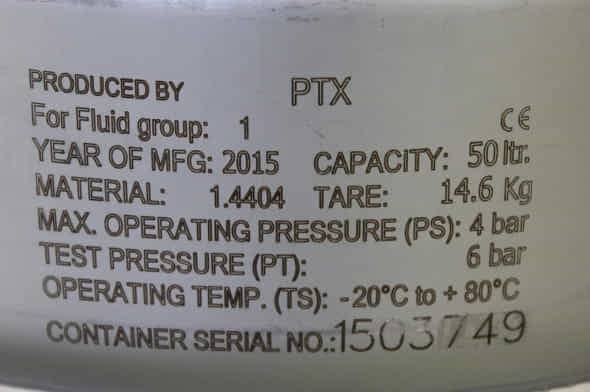 PRODUCED BY PTX
For Fluid group: 1 CE
YEAR OF MFG: 2015 CAPACITY: 50 ltr.
MATERIAL: 1.4404 TARE: 14.6 Kg
MAX. OPERATING PRESSURE (PS): 4 bar
TEST PRESSURE (PT): 6 bar
OPERATING TEMP. (TS): -20°C to + 80°C
CONTAINER SERIAL NO.:1503749